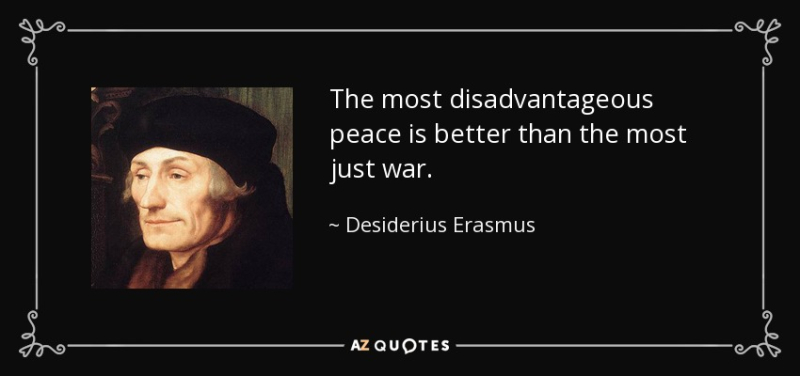 The most disadvantageous
peace is better than the most
just war.
~ Desiderius Erasmus
AZ QUOTES